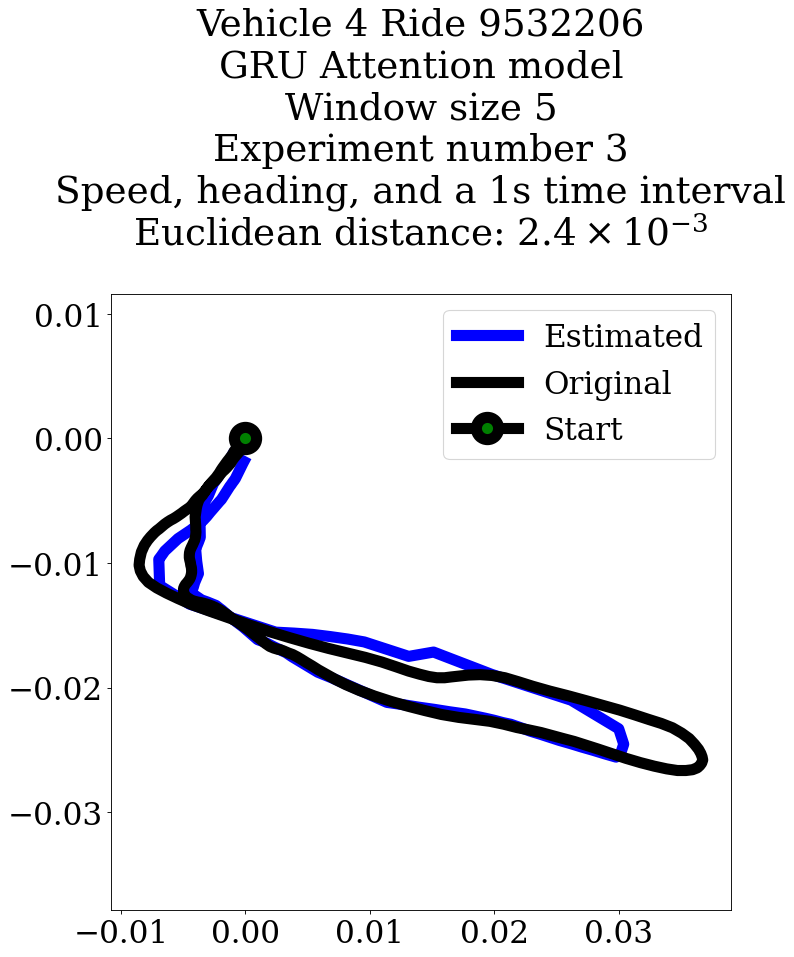 Vehicle 4 Ride 9532206
GRU Attention model
Window size 5
Experiment number 3
Speed, heading, and a 1s time interval
Euclidean distance: 2.4 × 10⁻³
Estimated
Original
Start
0.01
0.00
−0.01
−0.02
−0.03
−0.01 0.00 0.01 0.02 0.03